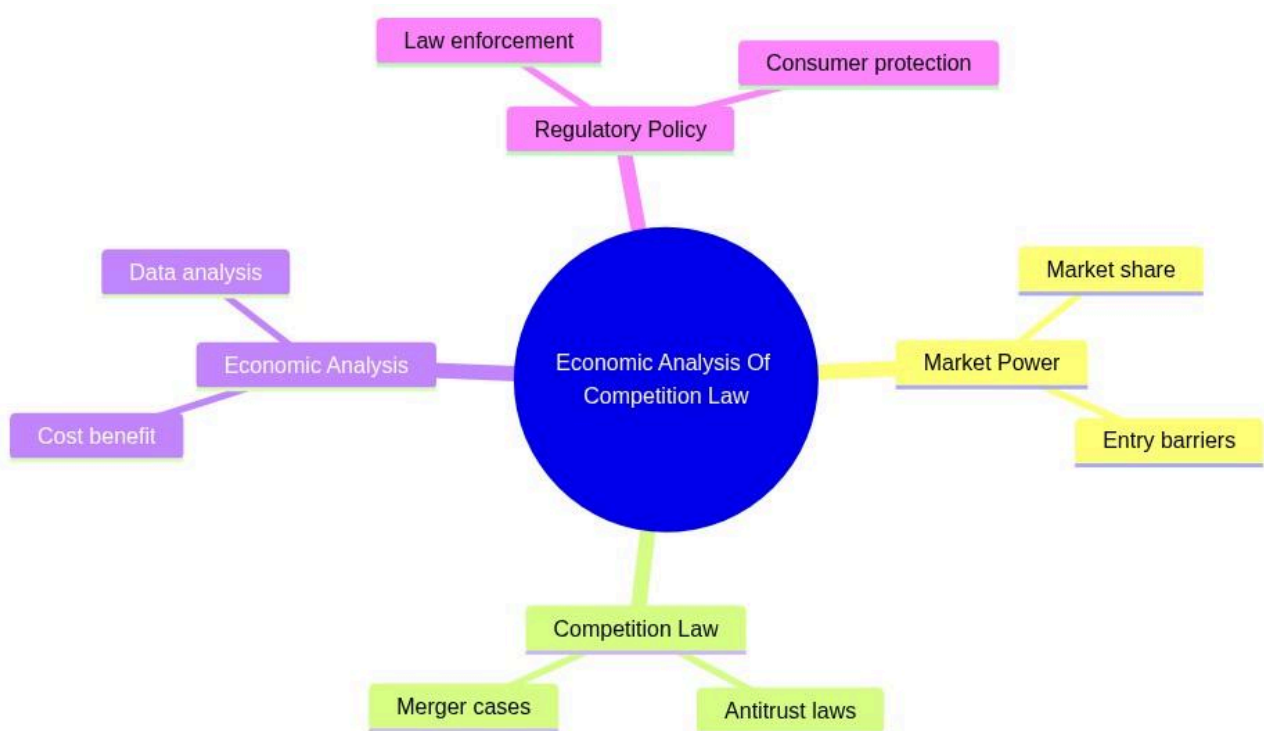 Law enforcement
Consumer protection
Regulatory Policy
Data analysis
Market share
Economic Analysis
Economic Analysis Of
Competition Law
Market Power
Cost benefit
Entry barriers
Competition Law
Merger cases
Antitrust laws